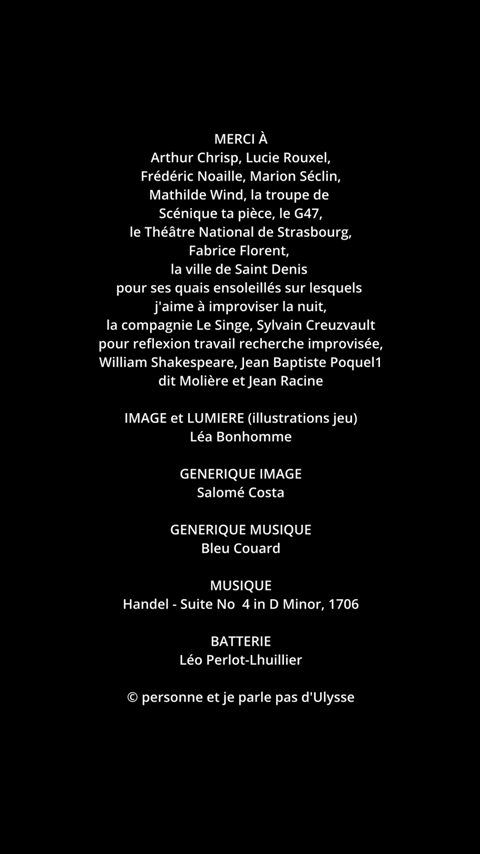 MERCI À
Arthur Chrisp, Lucie Rouxel,
Frédéric Noaille, Marion Séclin,
Mathilde Wind, la troupe de
Scénique ta pièce, le G47,
le Théâtre National de Strasbourg,
Fabrice Florent,
la ville de Saint Denis
pour ses quais ensoleillés sur lesquels
j'aime à improviser la nuit,
la compagnie Le Singe, Sylvain Creuzvault
pour reflexion travail recherche improvisée,
William Shakespeare, Jean Baptiste Poquel1
dit Molière et Jean Racine
IMAGE et LUMIERE (illustrations jeu)
Léa Bonhomme
GENERIQUE IMAGE
Salomé Costa
GENERIQUE MUSIQUE
Bleu Couard
MUSIQUE
Handel - Suite No 4 in D Minor, 1706
BATTERIE
Léo Perlot-Lhuillier
© personne et je parle pas d'Ulysse